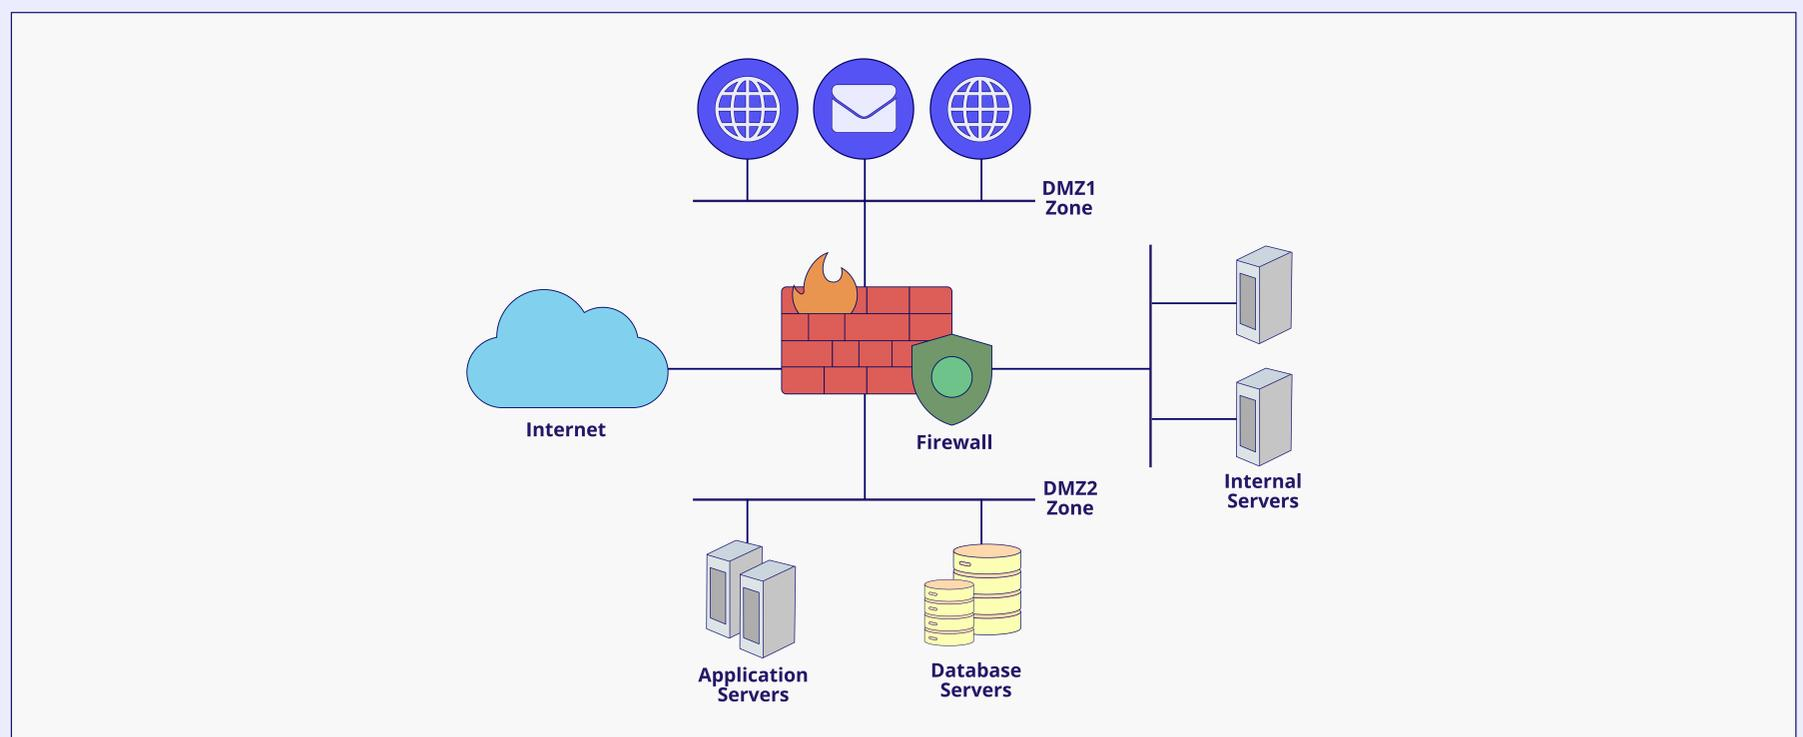 DMZ1
Zone
Internet
Firewall
Internal
Servers
DMZ2
Zone
Application
Servers
Database
Servers